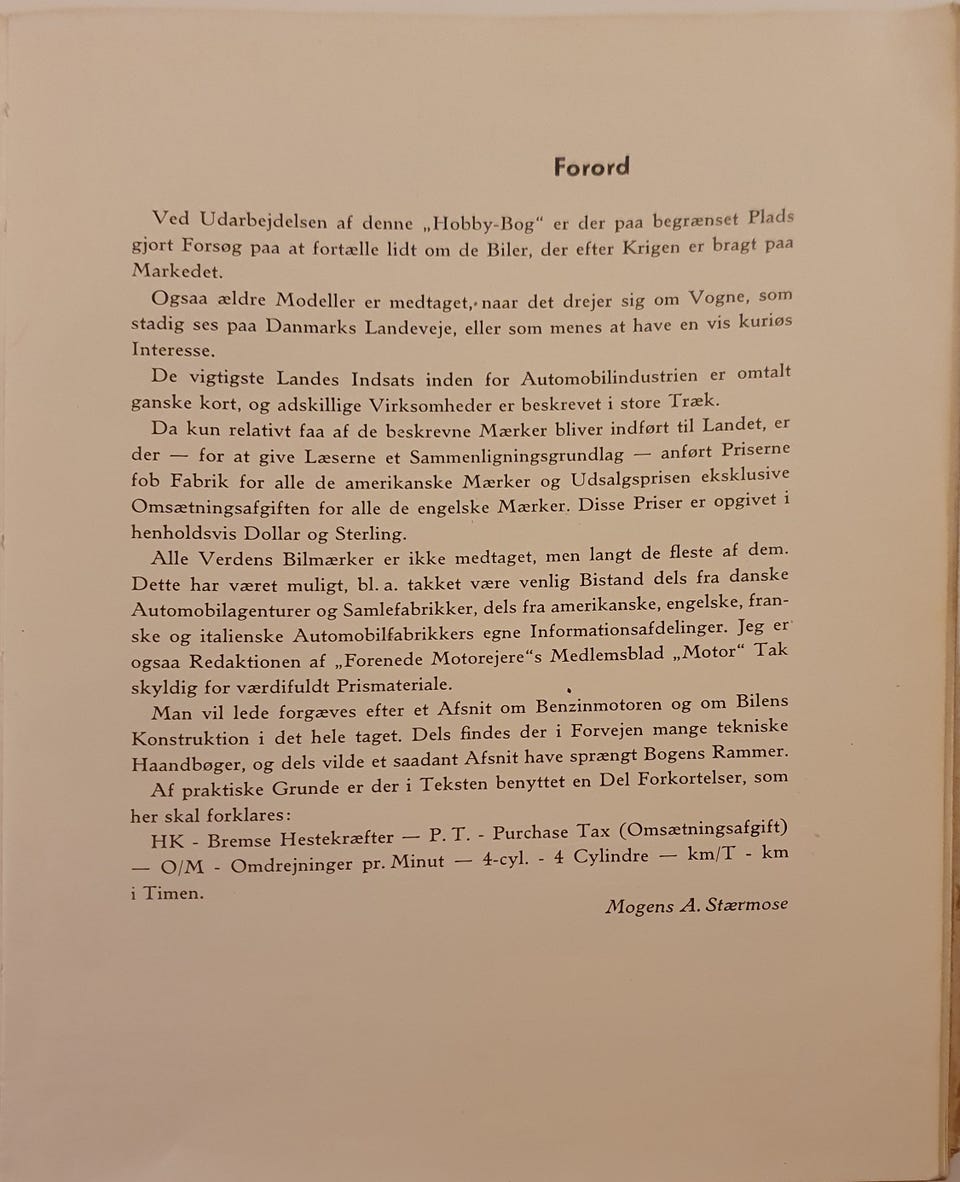 Forord
Ved Udarbejdelsen af denne „Hobby-Bog“ er der paa begrænset Plads
gjort Forsøg paa at fortælle lidt om de Biler, der efter Krigen er bragt paa
Markedet.
Ogsaa ældre Modeller er medtaget, naar det drejer sig om Vogne, som
stadig ses paa Danmarks Landeveje, eller som menes at have en vis kuriøs
Interesse.
De vigtigste Landes Indsats inden for Automobilindustrien er omtalt
ganske kort, og adskillige Virksomheder er beskrevet i store Træk.
Da kun relativt faa af de beskrevne Mærker bliver indført til Landet, er
der — for at give Læserne et Sammenligningsgrundlag — anført Priserne
fob Fabrik for alle de amerikanske Mærker og Udsalgsprisen eksklusive
Omsætningsafgiften for alle de engelske Mærker. Disse Priser er opgivet i
henholdsvis Dollar og Sterling.
Alle Verdens Bilmærker er ikke medtaget, men langt de fleste af dem.
Dette har været muligt, bl. a. takket være venlig Bistand dels fra danske
Automobilagenturer og Samlefabrikker, dels fra amerikanske, engelske, fran-
ske og italienske Automobilfabrikkers egne Informationsafdelinger. Jeg er
ogsaa Redaktionen af „Forenede Motorejere“s Medlemsblad „Motor“ Tak
skyldig for værdifuldt Prismateriale.
Man vil lede forgæves efter et Afsnit om Benzinmotoren og om Bilens
Konstruktion i det hele taget. Dels findes der i Forvejen mange tekniske
Haandbøger, og dels vilde et saadant Afsnit have sprængt Bogens Rammer.
Af praktiske Grunde er der i Teksten benyttet en Del Forkortelser, som
her skal forklares:
HK - Bremse Hestekræfter — P. T. - Purchase Tax (Omsætningsafgift)
— O/M - Omdrejninger pr. Minut — 4-cyl. - 4 Cylindre — km/T - km
i Timen.
Mogens A. Stærmose